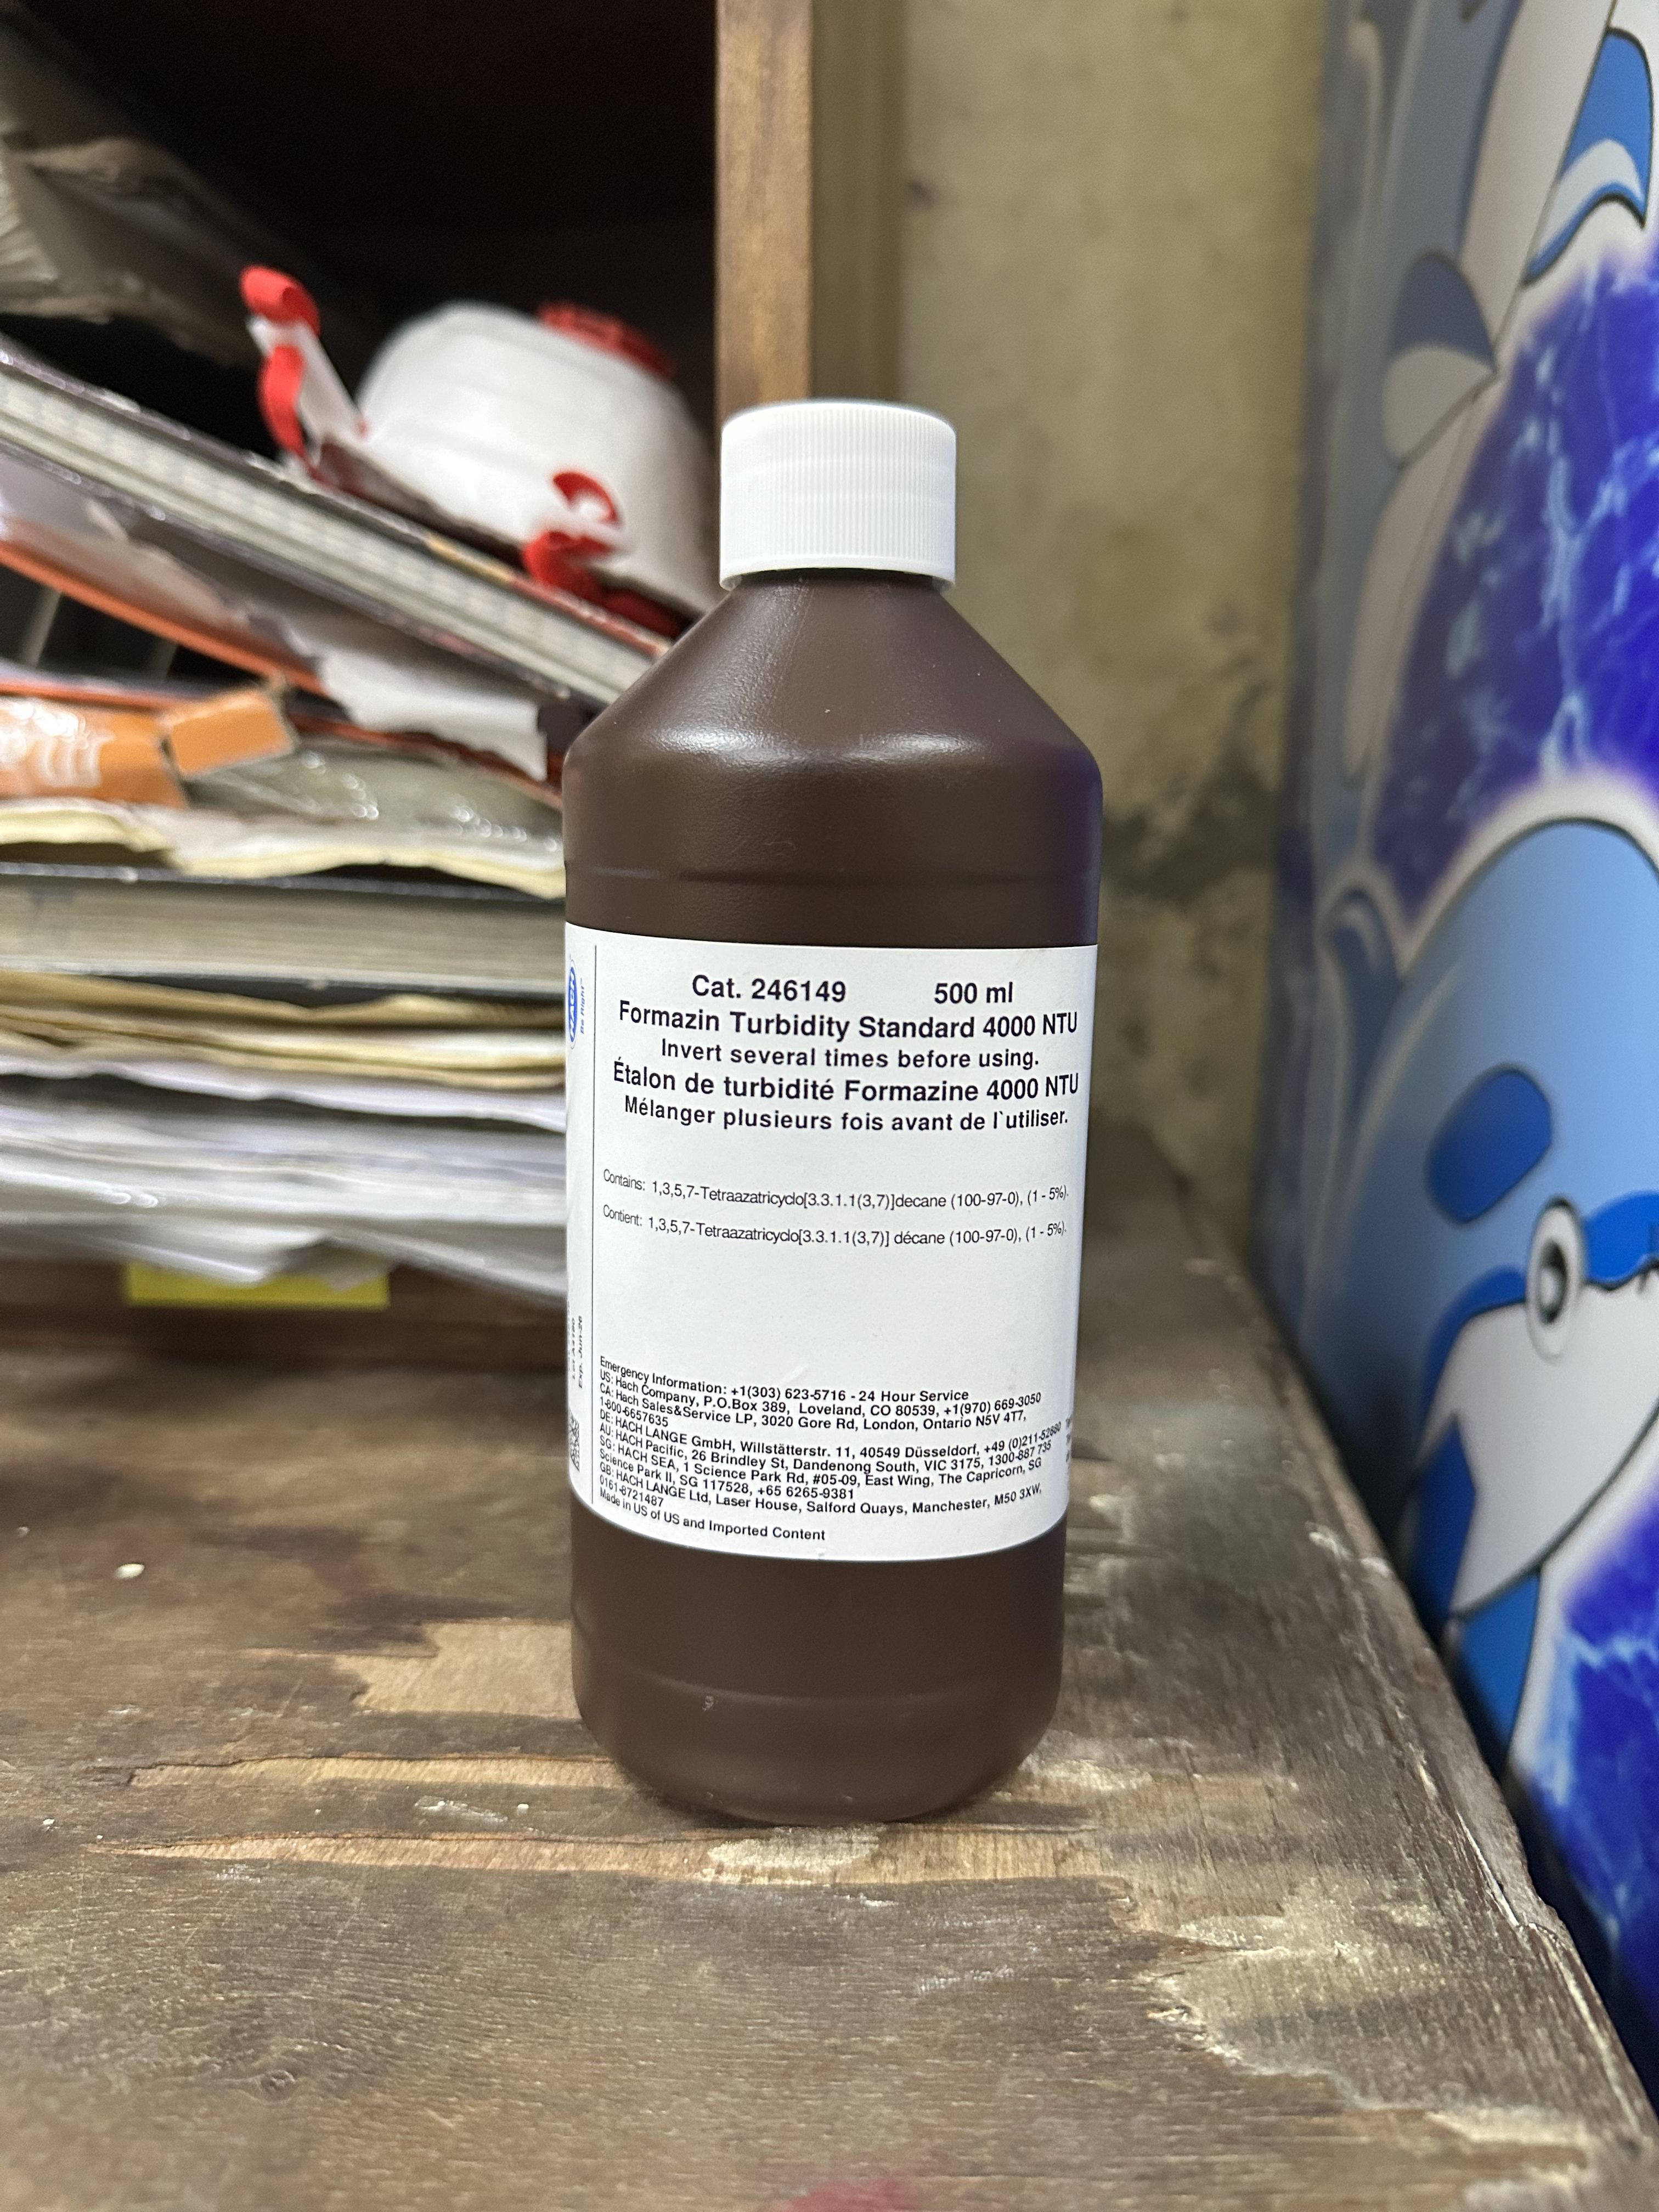 HACH
Be Right™
Exp. Jun-26
Cat. 246149 500 ml
Formazin Turbidity Standard 4000 NTU
Invert several times before using.
Étalon de turbidité Formazine 4000 NTU
Mélanger plusieurs fois avant de l`utiliser.
Contains: 1,3,5,7-Tetraazatricyclo[3.3.1.1(3,7)]decane (100-97-0), (1 - 5%).
Contient: 1,3,5,7-Tetraazatricyclo[3.3.1.1(3,7)] décane (100-97-0), (1 - 5%).
Emergency Information: +1(303) 623-5716 - 24 Hour Service
US: Hach Company, P.O.Box 389, Loveland, CO 80539, +1(970) 669-3050
CA: Hach Sales&Service LP, 3020 Gore Rd, London, Ontario N5V 4T7,
1-800-6657635
DE: HACH LANGE GmbH, Willstätterstr. 11, 40549 Düsseldorf, +49 (0)211-52880
AU: HACH Pacific, 26 Brindley St, Dandenong South, VIC 3175, 1300-887 735
SG: HACH SEA, 1 Science Park Rd, #05-09, East Wing, The Capricorn, SG
Science Park II, SG 117528, +65 6265-9381
GB: HACH LANGE Ltd, Laser House, Salford Quays, Manchester, M50 3XW,
0161-8721487
Made in US of US and Imported Content